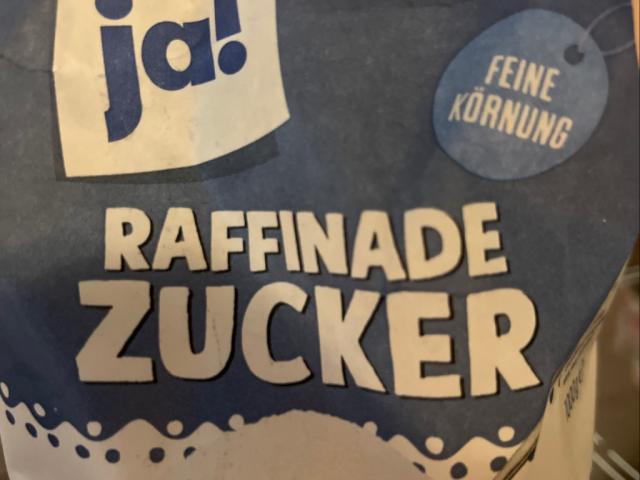 ja!
FEINE
KÖRNUNG
RAFFINADE
ZUCKER